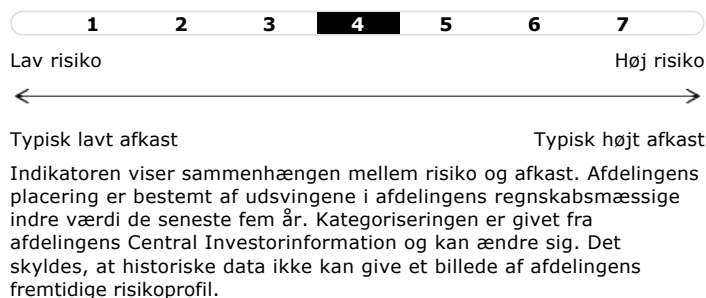 1 2 3 4 5 6 7
Lav risiko Høj risiko
Typisk lavt afkast Typisk højt afkast
Indikatoren viser sammenhængen mellem risiko og afkast. Afdelingens
placering er bestemt af udsvingene i afdelingens regnskabsmæssige
indre værdi de seneste fem år. Kategoriseringen er givet fra
afdelingens Central Investorinformation og kan ændre sig. Det
skyldes, at historiske data ikke kan give et billede af afdelingens
fremtidige risikoprofil.